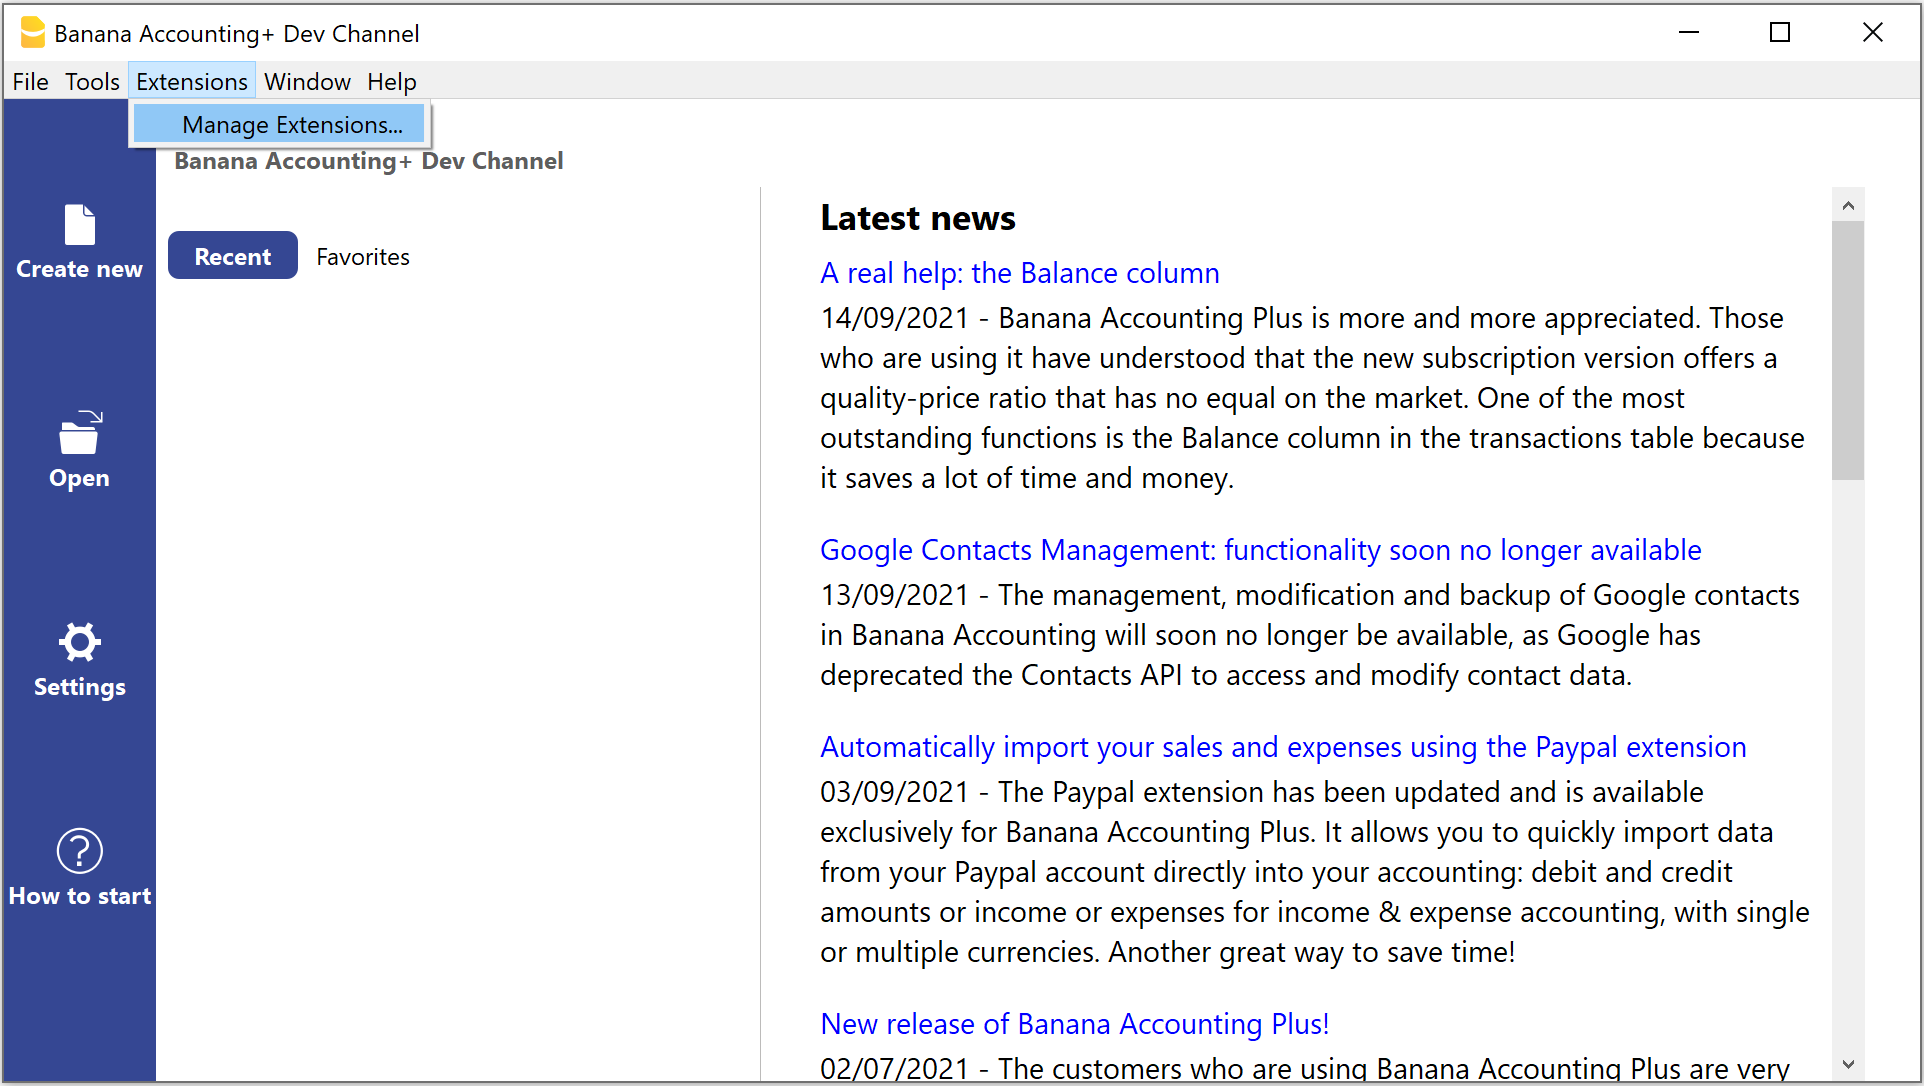 Banana Accounting+ Dev Channel
File Tools Extensions Window Help
Manage Extensions...
Banana Accounting+ Dev Channel
Create new
Open
Settings
How to start
Recent Favorites
Latest news
A real help: the Balance column
14/09/2021 - Banana Accounting Plus is more and more appreciated. Those
who are using it have understood that the new subscription version offers a
quality-price ratio that has no equal on the market. One of the most
outstanding functions is the Balance column in the transactions table because
it saves a lot of time and money.
Google Contacts Management: functionality soon no longer available
13/09/2021 - The management, modification and backup of Google contacts
in Banana Accounting will soon no longer be available, as Google has
deprecated the Contacts API to access and modify contact data.
Automatically import your sales and expenses using the Paypal extension
03/09/2021 - The Paypal extension has been updated and is available
exclusively for Banana Accounting Plus. It allows you to quickly import data
from your Paypal account directly into your accounting: debit and credit
amounts or income or expenses for income & expense accounting, with single
or multiple currencies. Another great way to save time!
New release of Banana Accounting Plus!
02/07/2021 - The customers who are using Banana Accounting Plus are very